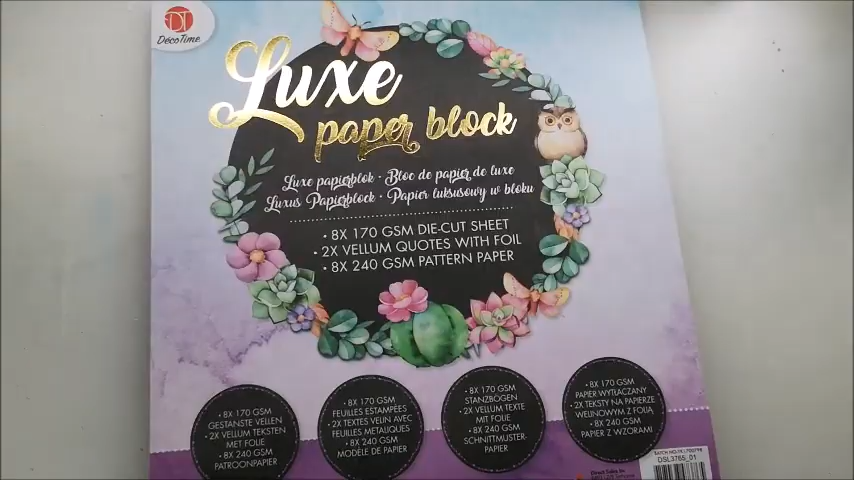 DT
DécoTime
Luxe
paper block
Luxe papierblok • Bloc de papier de luxe
Luxus Papierblock • Papier luksusowy w bloku
• 8X 170 GSM DIE-CUT SHEET
• 2X VELLUM QUOTES WITH FOIL
• 8X 240 GSM PATTERN PAPER
• 8X 170 GSM
GESTANSTE VELLEN
• 2X VELLUM TEKSTEN
MET FOLIE
• 8X 240 GSM
PATROONPAPIER
• 8X 170 GSM
FEUILLES ESTAMPÉES
• 2X TEXTES VELIN AVEC
FEUILLES METALIQUES
• 8X 240 GSM
MODÈLE DE PAPIER
• 8X 170 GSM
STANZBÖGEN
• 2X VELLUM TEXTE
MIT FOLIE
• 8X 240 GSM
SCHNITTMUSTER-
PAPIER
• 8X 170 GSM
PAPIER WYTŁACZANY
• 2X TEKSTY NA PAPIERZE
WELINOWYM Z FOLIĄ
• 8X 240 GSM
PAPIER Z WZORAMI
DSL3765_01